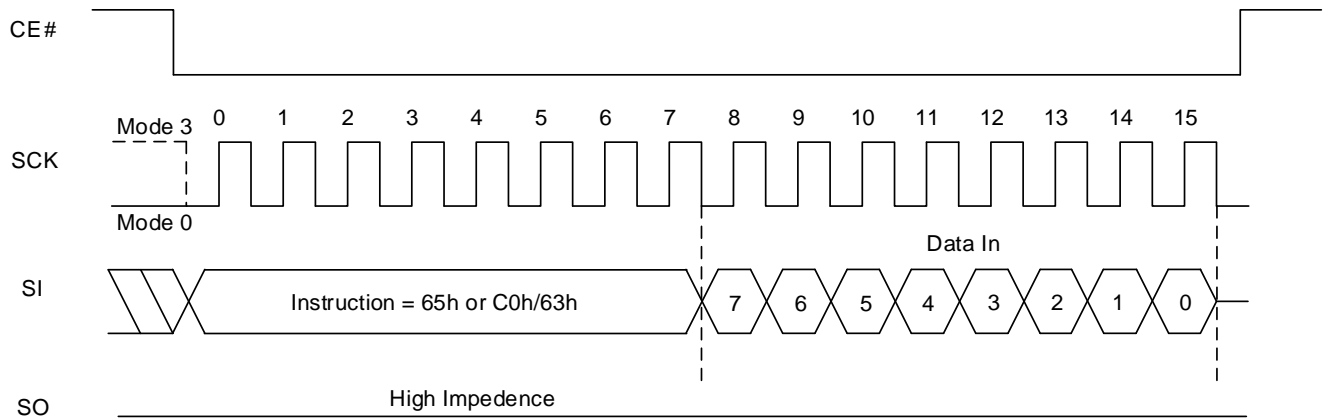 CE#
Mode 3 0 1 2 3 4 5 6 7 8 9 10 11 12 13 14 15
SCK
Mode 0
Data In
SI Instruction = 65h or C0h/63h 7 6 5 4 3 2 1 0
High Impedence
SO